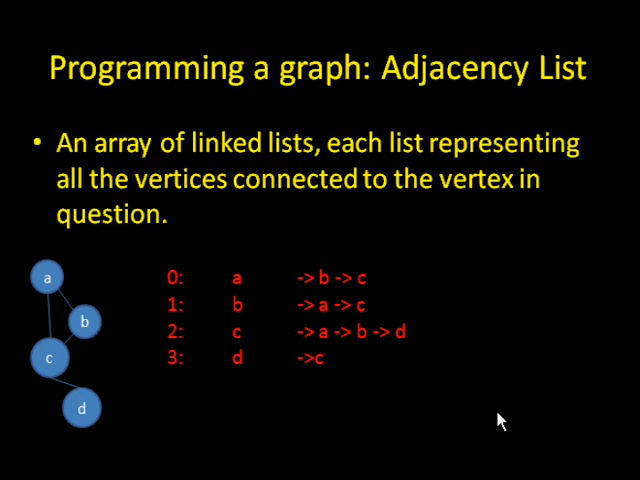 Programming a graph: Adjacency List
• An array of linked lists, each list representing
all the vertices connected to the vertex in
question.
a
b
c
d
0: a -> b -> c
1: b -> a -> c
2: c -> a -> b -> d
3: d ->c